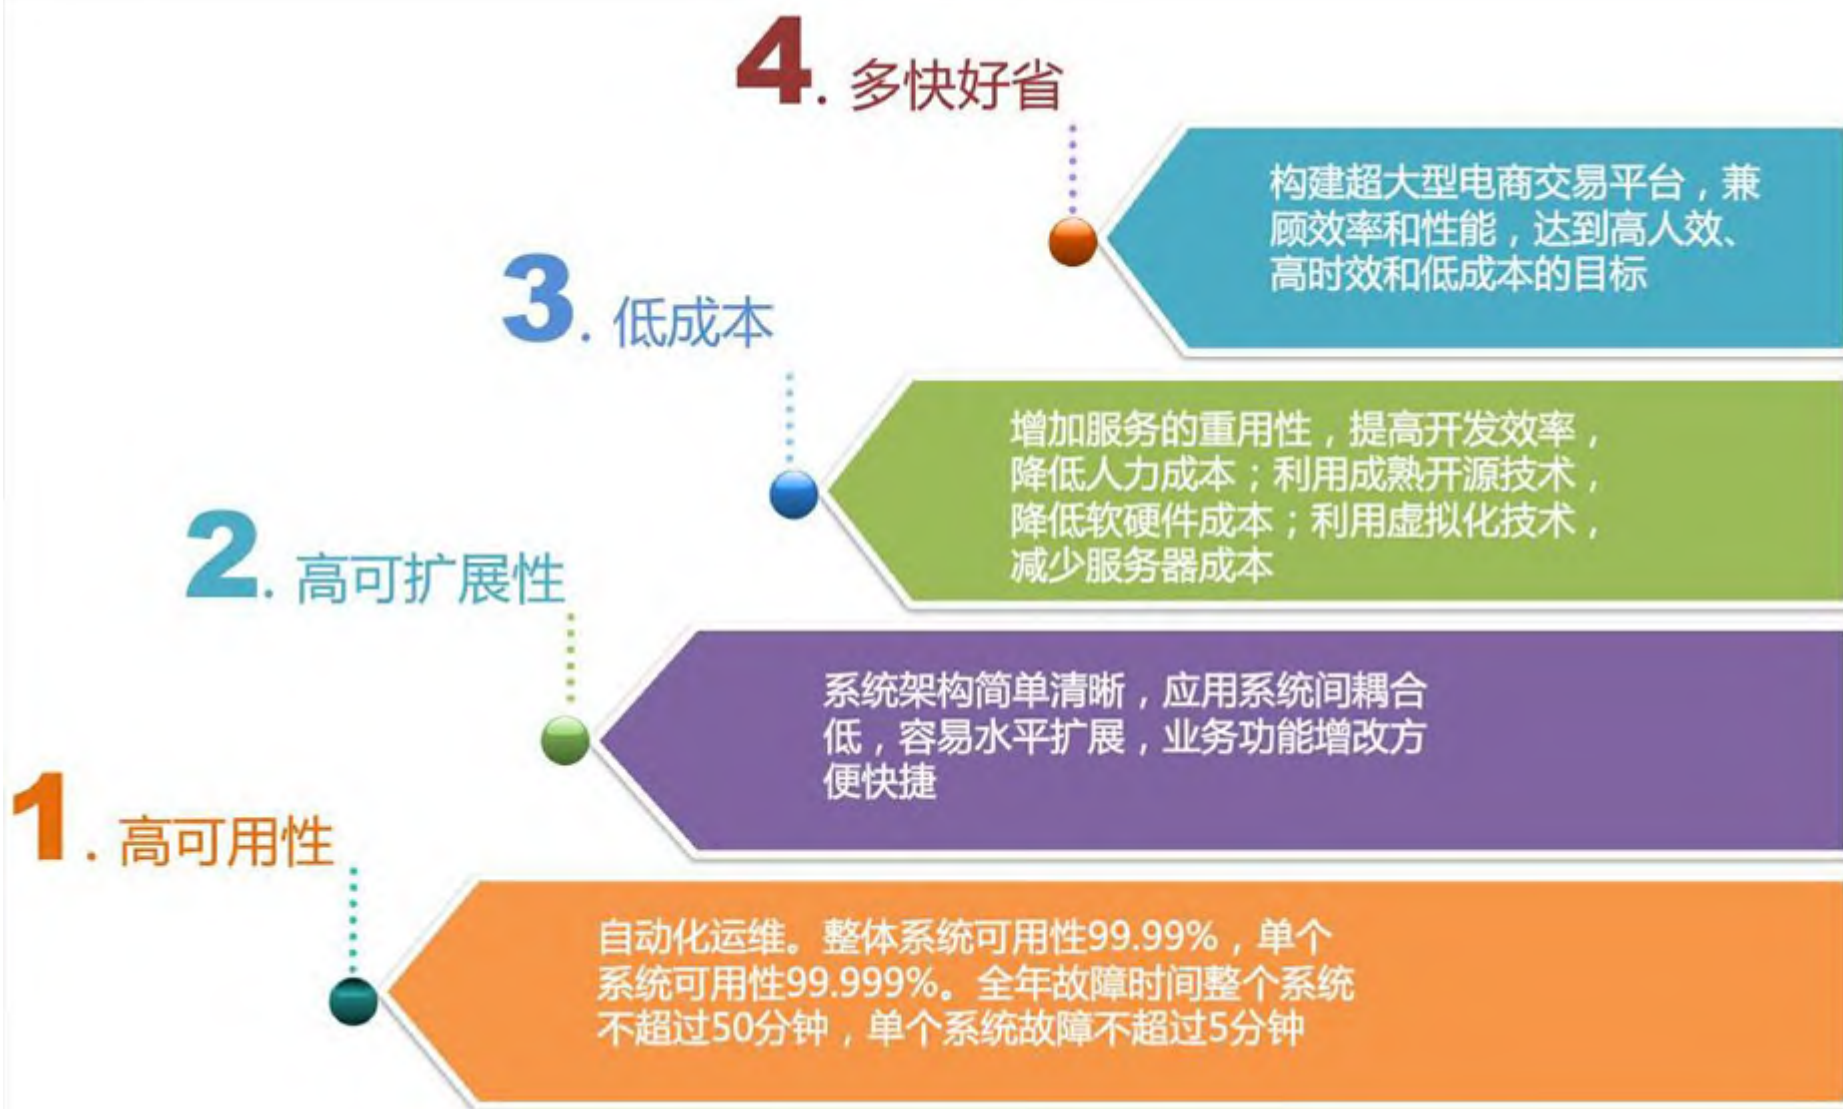 4. 多快好省
构建超大型电商交易平台，兼
顾效率和性能，达到高人效、
高时效和低成本的目标
3. 低成本
增加服务的重用性，提高开发效率，
降低人力成本；利用成熟开源技术，
降低软硬件成本；利用虚拟化技术，
减少服务器成本
2. 高可扩展性
系统架构简单清晰，应用系统间耦合
低，容易水平扩展，业务功能增改方
便快捷
1. 高可用性
自动化运维。整体系统可用性99.99%，单个
系统可用性99.999%。全年故障时间整个系统
不超过50分钟，单个系统故障不超过5分钟